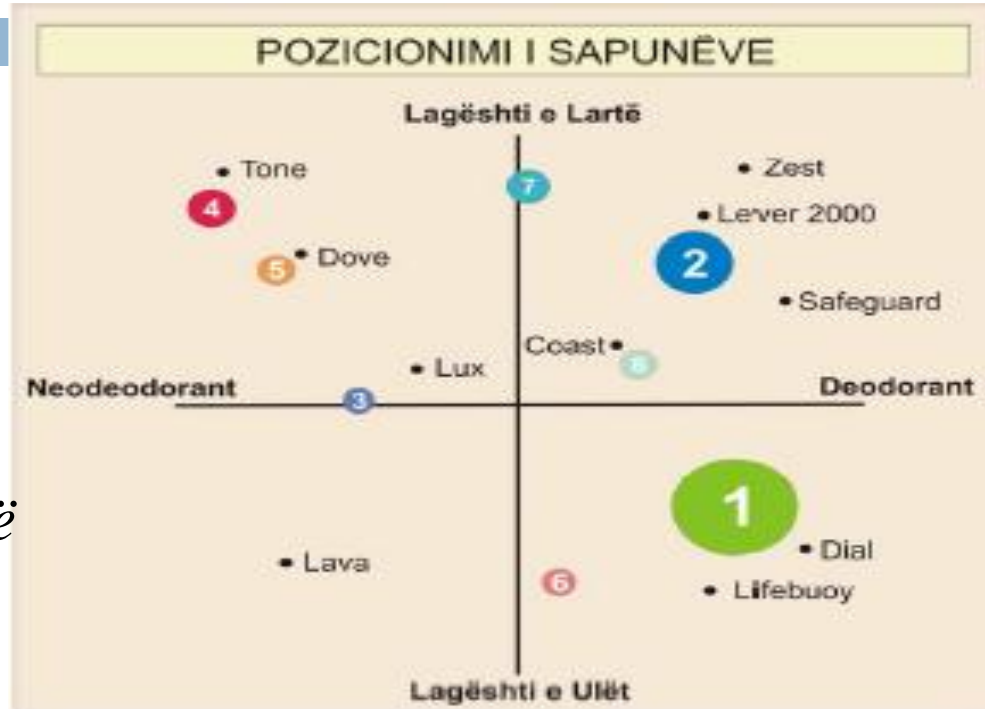 POZICIONIMI I SAPUNËVE
Lagështi e Lartë
Tone
Zest
7
4
Lever 2000
Dove
2
5
Safeguard
Coast
8
Lux
Neodeodorant
Deodorant
3
1
ë
Dial
Lava
6
Lifebuoy
Lagështi e Ulët